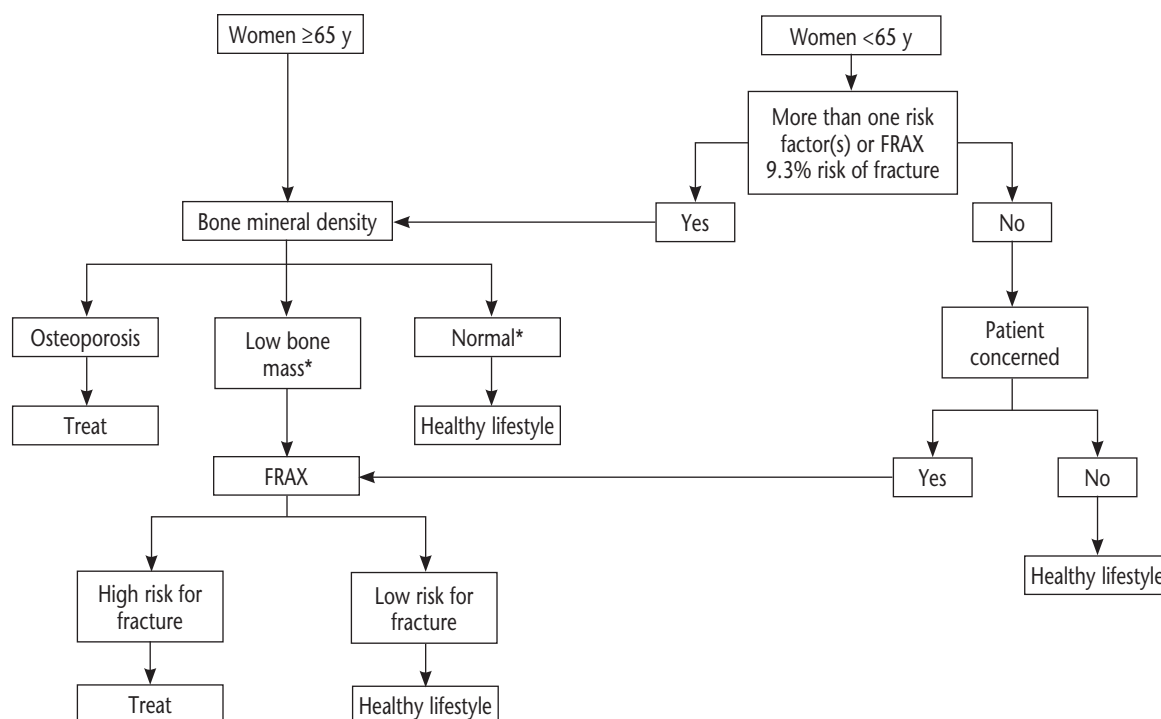 Women ≥65 y
Women <65 y
More than one risk
factor(s) or FRAX
9.3% risk of fracture
Bone mineral density
Yes
No
Osteoporosis
Low bone
mass*
Normal*
Patient
concerned
Treat
Healthy lifestyle
FRAX
Yes
No
High risk for
fracture
Low risk for
fracture
Healthy lifestyle
Treat
Healthy lifestyle